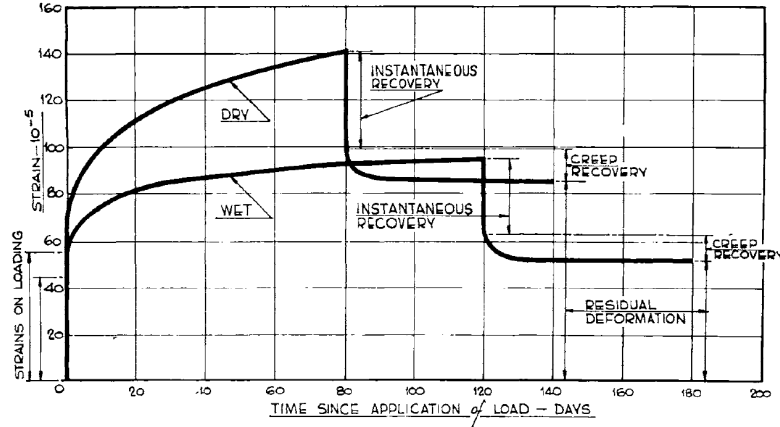 160
140
120
100
80
60
40
20
0
STRAIN - 10-5
STRAINS ON LOADING
INSTANTANEOUS
RECOVERY
DRY
WET
CREEP
RECOVERY
INSTANTANEOUS
RECOVERY
CREEP
RECOVERY
RESIDUAL
DEFORMATION
0 20 40 60 80 100 120 140 160 180 200
TIME SINCE APPLICATION of LOAD - DAYS